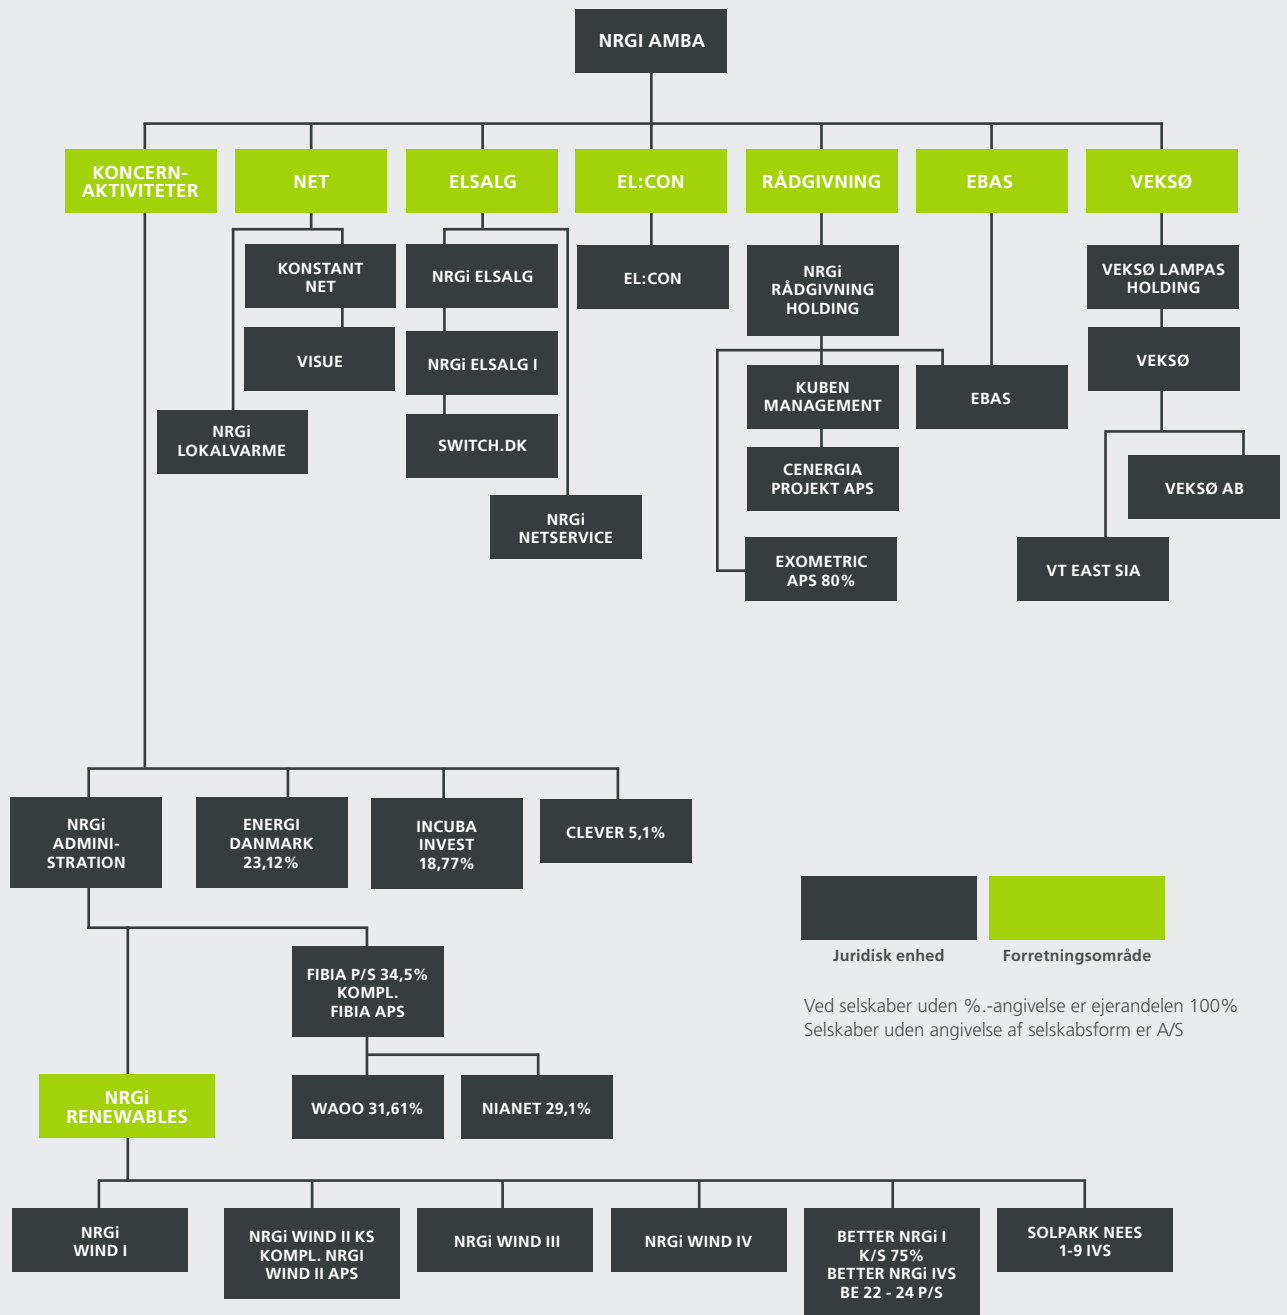 NRGI AMBA
KONCERN-
AKTIVITETER
NET
ELSALG
EL:CON
RÅDGIVNING
EBAS
VEKSØ
KONSTANT
NET
VISUE
NRGi
LOKALVARME
NRGi ELSALG
NRGi ELSALG I
SWITCH.DK
NRGi
NETSERVICE
EL:CON
NRGi
RÅDGIVNING
HOLDING
KUBEN
MANAGEMENT
CENERGIA
PROJEKT APS
EXOMETRIC
APS 80%
EBAS
VEKSØ LAMPAS
HOLDING
VEKSØ
VEKSØ AB
VT EAST SIA
NRGi
ADMINI-
STRATION
ENERGI
DANMARK
23,12%
INCUBA
INVEST
18,77%
CLEVER 5,1%
FIBIA P/S 34,5%
KOMPL.
FIBIA APS
WAOO 31,61%
NIANET 29,1%
Juridisk enhed
Forretningsområde
Ved selskaber uden %.-angivelse er ejerandelen 100%
Selskaber uden angivelse af selskabsform er A/S
NRGi
RENEWABLES
NRGi
WIND I
NRGi WIND II KS
KOMPL. NRGI
WIND II APS
NRGi WIND III
NRGi WIND IV
BETTER NRGi I
K/S 75%
BETTER NRGi IVS
BE 22 - 24 P/S
SOLPARK NEES
1-9 IVS